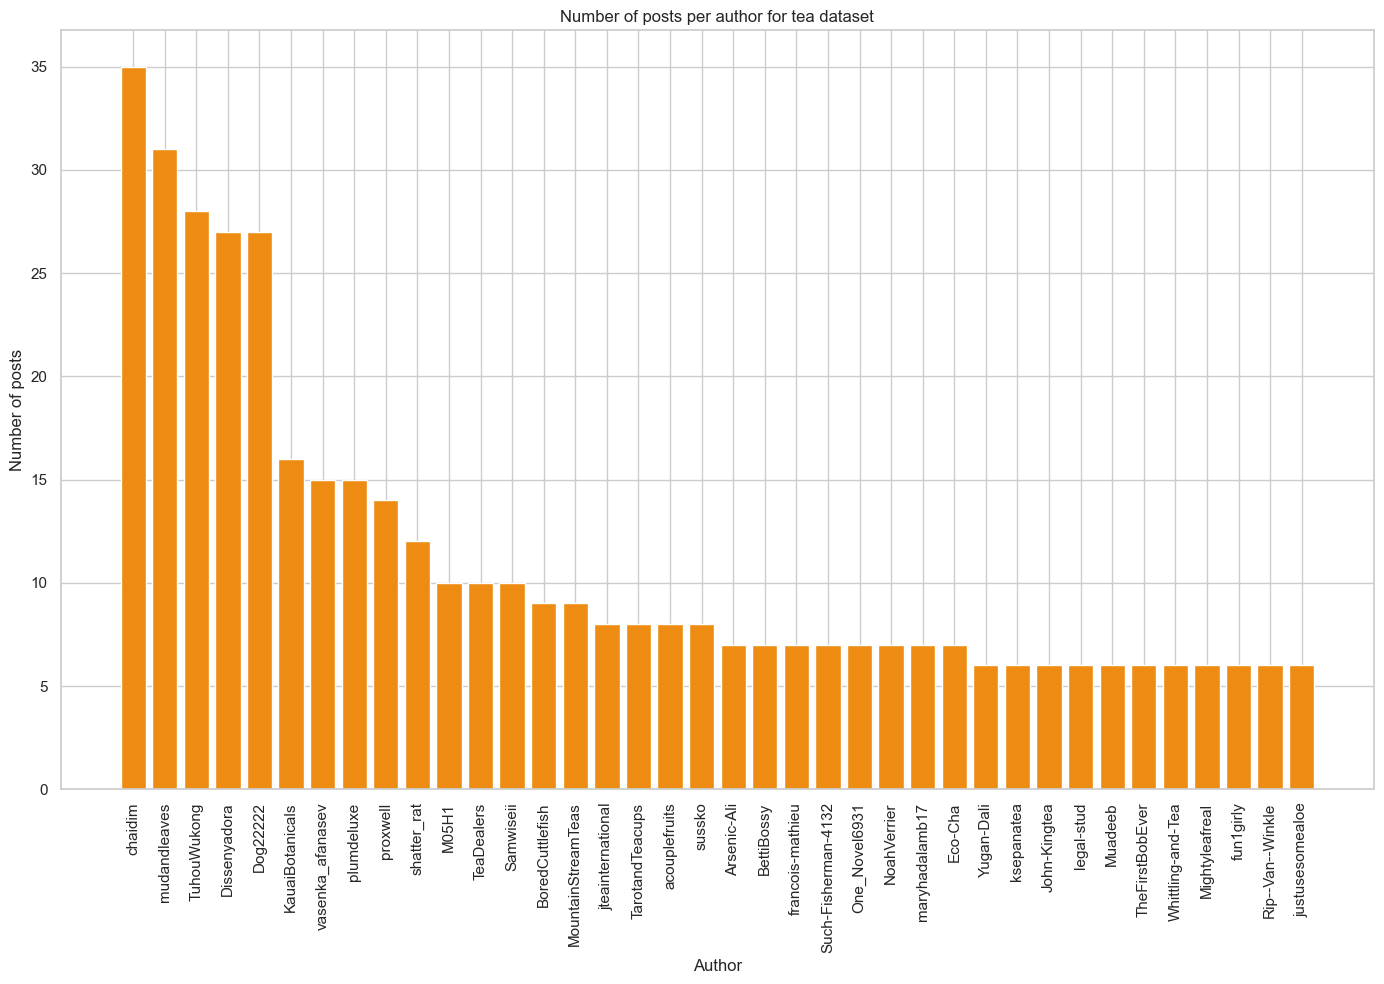 Number of posts per author for tea dataset
Number of posts
35
30
25
20
15
10
5
0
chaidim
mudandleaves
TuhouWukong
Dissenyadora
Dog22222
KauaiBotanicals
vasenka_afanasev
plumdeluxe
proxwell
shatter_rat
M05H1
TeaDealers
Samwiseii
BoredCuttlefish
MountainStreamTeas
jteainternational
TarotandTeacups
acouplefruits
sussko
Arsenic-Ali
BettiBossy
francois-mathieu
Such-Fisherman-4132
One_Novel6931
NoahVerrier
maryhadalamb17
Eco-Cha
Yugan-Dali
ksepanatea
John-Kingtea
legal-stud
Muadeeb
TheFirstBobEver
Whittling-and-Tea
Mightyleafreal
fun1girly
Rip--Van--Winkle
justusesomealoe
Author